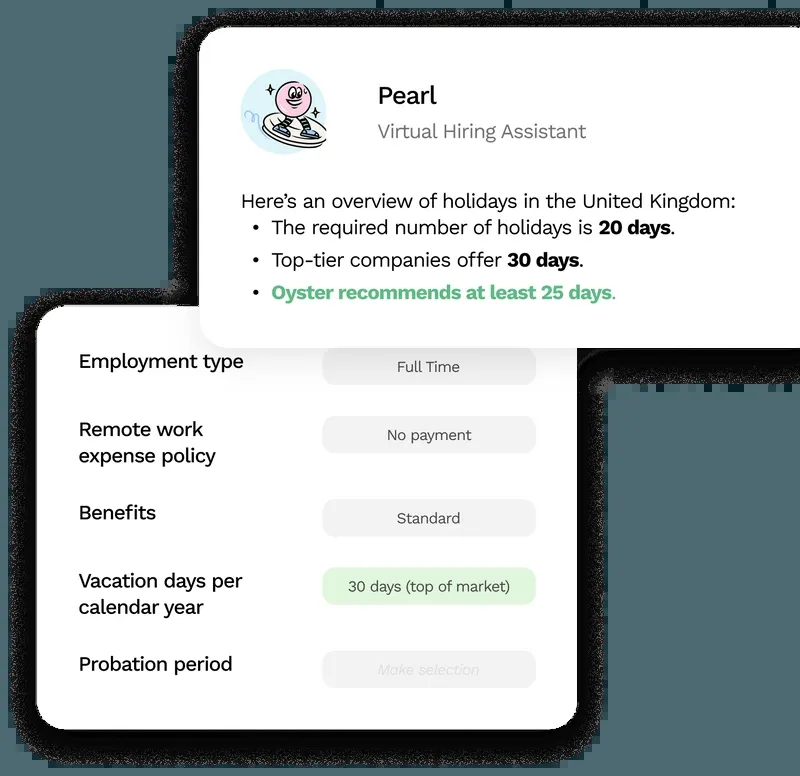 Pearl
Virtual Hiring Assistant
Here’s an overview of holidays in the United Kingdom:
• The required number of holidays is 20 days.
• Top-tier companies offer 30 days.
• Oyster recommends at least 25 days.
Employment type
Full Time
Remote work
expense policy
No payment
Benefits
Standard
Vacation days per
calendar year
30 days (top of market)
Probation period
Make selection